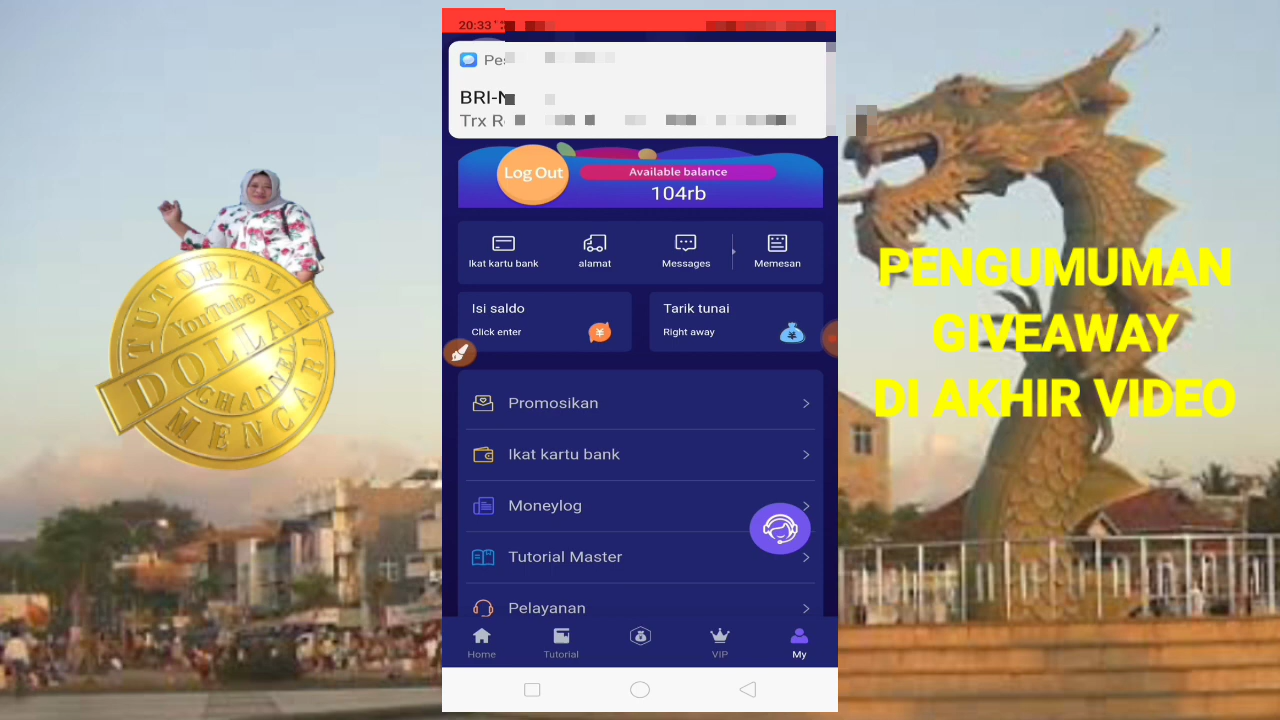 TUTORIAL
YouTube
DOLLAR
CHANNEL
MENCARI
20:33
BRI-N
Trx R
Log Out
Available balance
104rb
Ikat kartu bank
alamat
Messages
Memesan
Isi saldo
Click enter
Tarik tunai
Right away
Promosikan
Ikat kartu bank
Moneylog
Tutorial Master
Pelayanan
Home
Tutorial
VIP
My
PENGUMUMAN
GIVEAWAY
DI AKHIR VIDEO